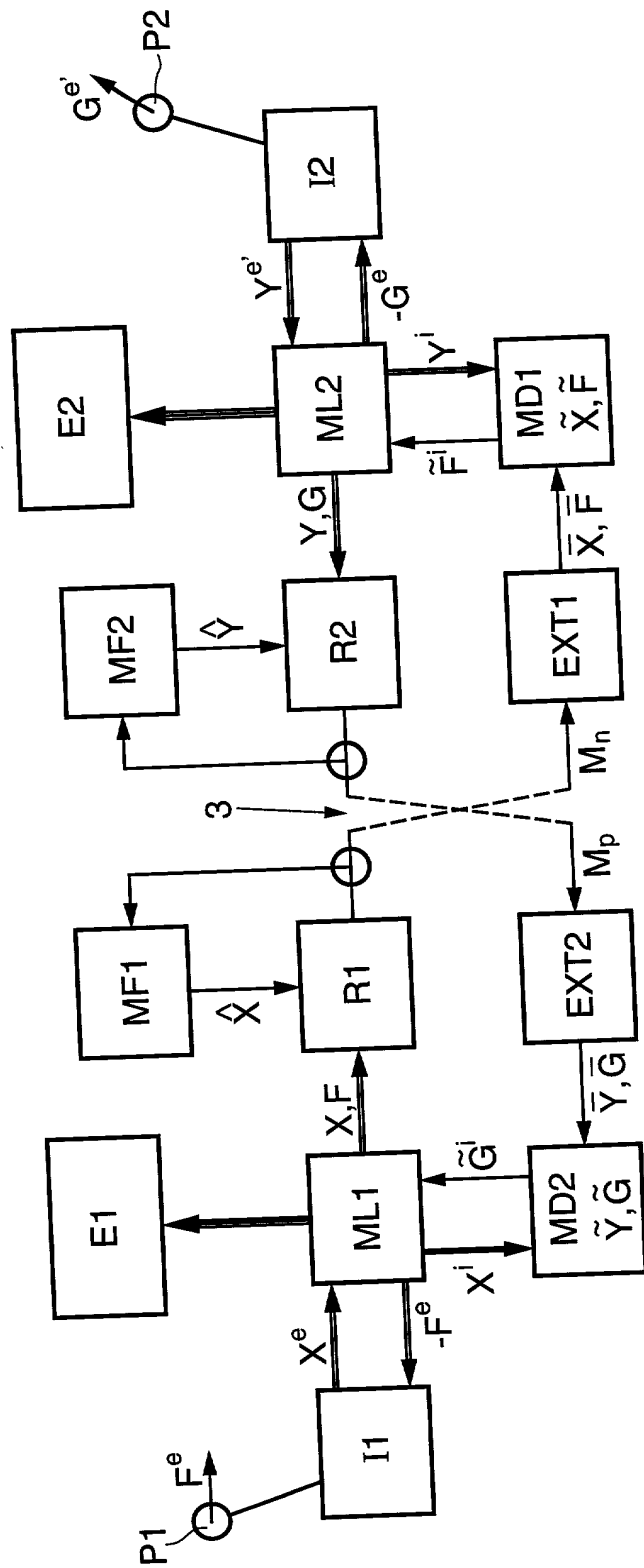 P1
F^e
I1
X^e
-F^e
E1
ML1
X^i
G̃^i
MD2
Ỹ,G̃
X,F
Y̅,G̅
EXT2
MF1
X̂
R1
M_p
3
M_n
MF2
Ŷ
R2
EXT1
X̅,F̅
Y,G
E2
ML2
F̃^i
Y^i
MD1
X̃,F
Y^e'
-G^e
I2
G^e'
P2